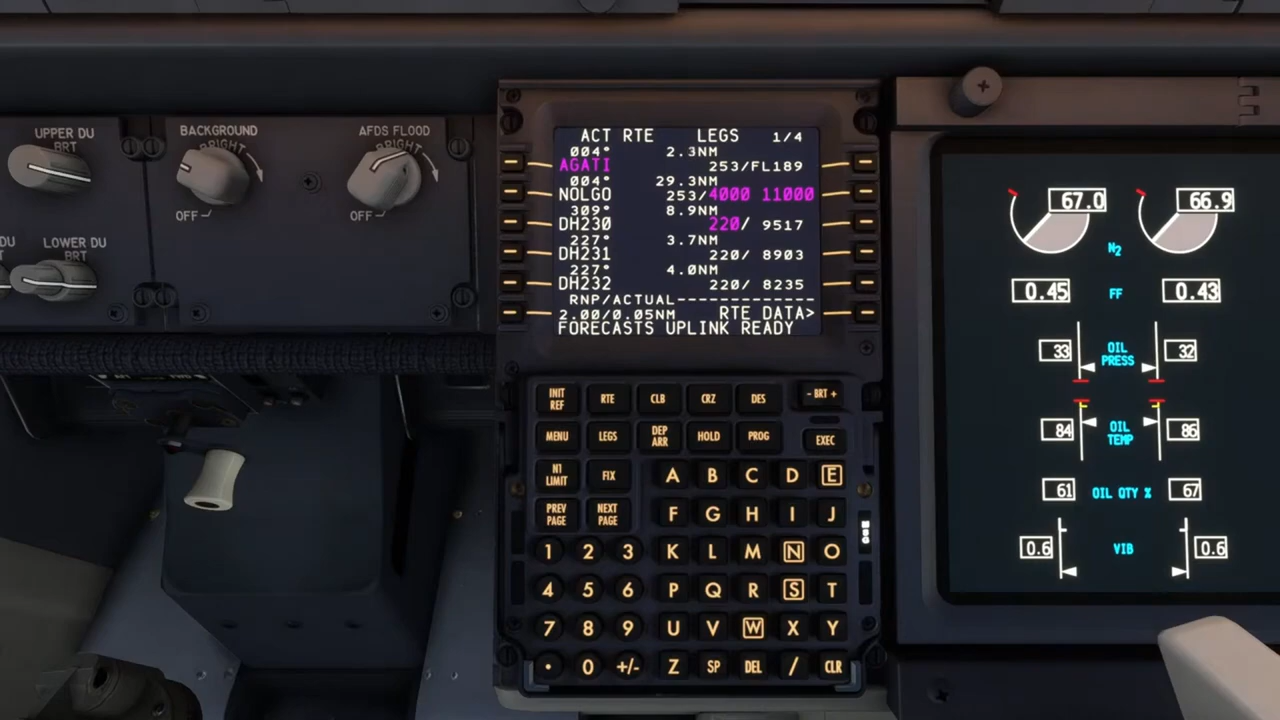 UPPER DU
BRT
BACKGROUND
BRIGHT
OFF
AFDS FLOOD
BRIGHT
OFF
DU
LOWER DU
BRT
ACT RTE LEGS 1/4
004° 2.3NM
AGATI 253/FL189
004° 29.3NM
NOLGO 253/4000 11000
309° 8.9NM
DH230 220/ 9517
227° 3.7NM
DH231 220/ 8903
227° 4.0NM
DH232 220/ 8235
RNP/ACTUAL----------------
2.00/0.05NM RTE DATA>
FORECASTS UPLINK READY
INIT REF RTE CLB CRZ DES - BRT +
MENU LEGS DEP ARR HOLD PROG EXEC
N1 LIMIT FIX A B C D E
PREV PAGE NEXT PAGE F G H I J
1 2 3 K L M N O
4 5 6 P Q R S T
7 8 9 U V W X Y
. 0 +/- Z SP DEL / CLR
MSG
67.0 66.9
N2
0.45 FF 0.43
33 OIL PRESS 32
84 OIL TEMP 86
61 OIL QTY % 67
0.6 VIB 0.6